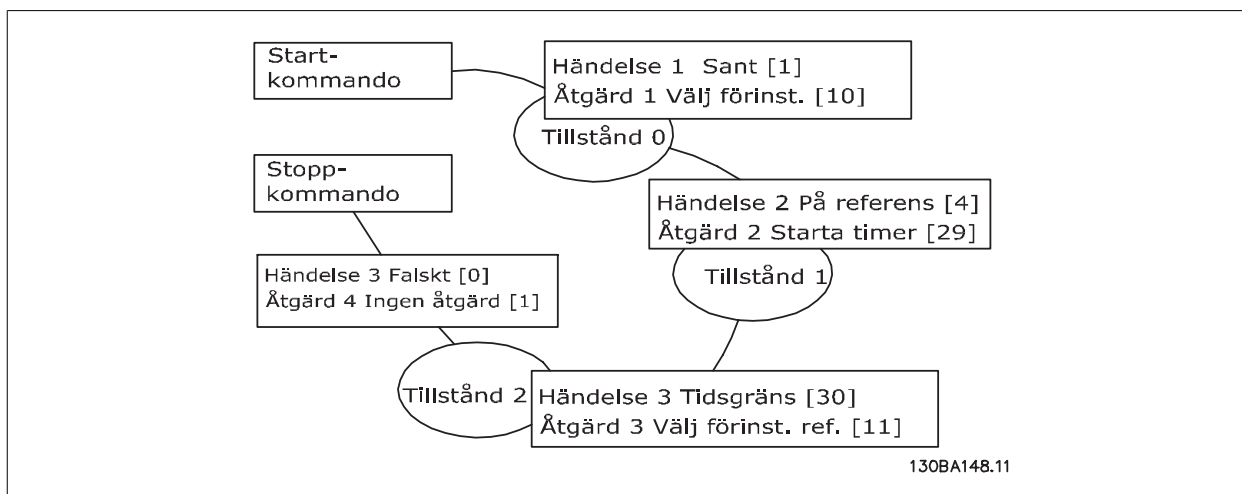 Start-
kommando
Händelse 1 Sant [1]
Åtgärd 1 Välj förinst. [10]
Tillstånd 0
Stopp-
kommando
Händelse 2 På referens [4]
Åtgärd 2 Starta timer [29]
Tillstånd 1
Händelse 3 Falskt [0]
Åtgärd 4 Ingen åtgärd [1]
Tillstånd 2
Händelse 3 Tidsgräns [30]
Åtgärd 3 Välj förinst. ref. [11]
130BA148.11